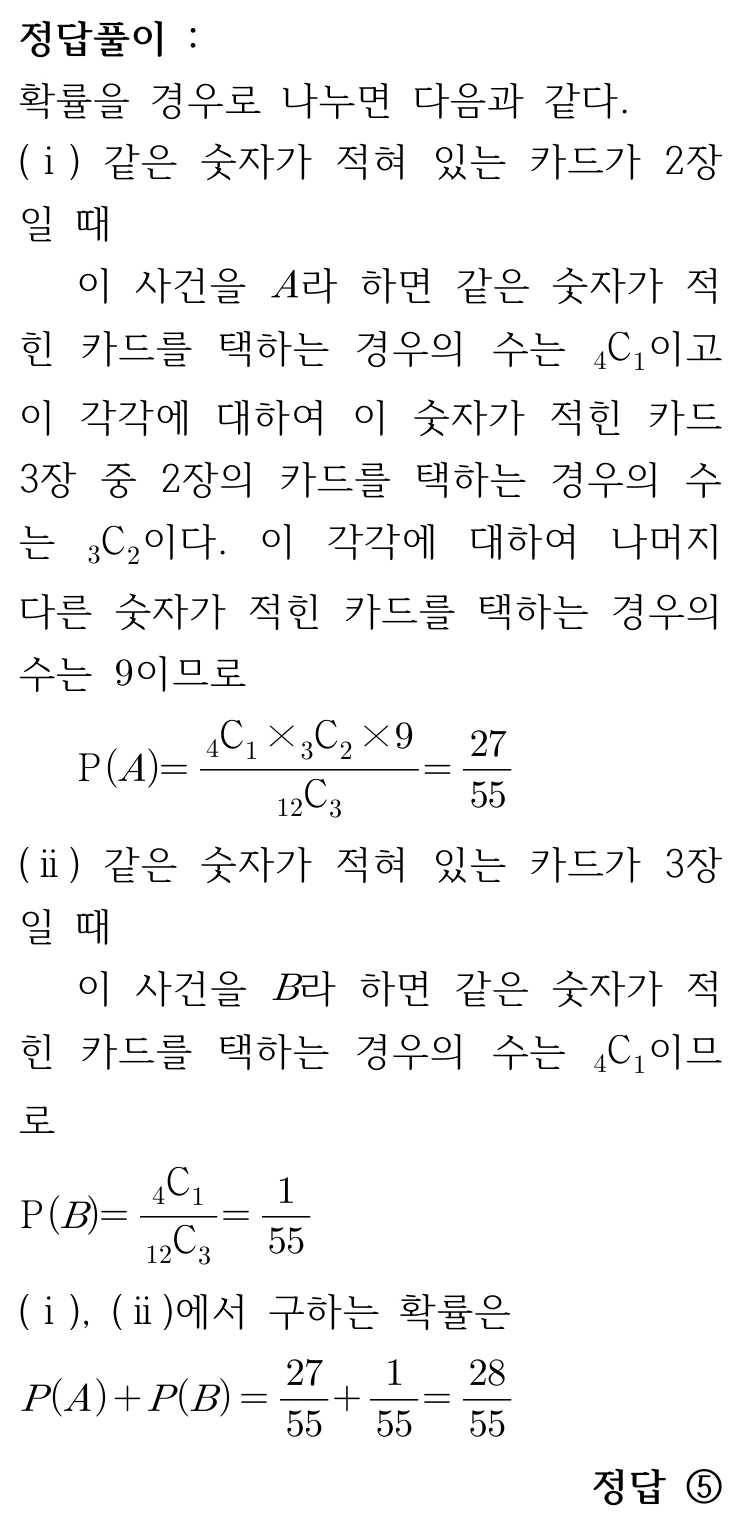 정답풀이 :
확률을 경우로 나누면 다음과 같다.
(ⅰ) 같은 숫자가 적혀 있는 카드가 2장
일 때
이 사건을 A라 하면 같은 숫자가 적
힌 카드를 택하는 경우의 수는 ₄C₁이고
이 각각에 대하여 이 숫자가 적힌 카드
3장 중 2장의 카드를 택하는 경우의 수
는 ₃C₂이다. 이 각각에 대하여 나머지
다른 숫자가 적힌 카드를 택하는 경우의
수는 9이므로
P(A)= (₄C₁×₃C₂×9)/₁₂C₃ = 27/55
(ⅱ) 같은 숫자가 적혀 있는 카드가 3장
일 때
이 사건을 B라 하면 같은 숫자가 적
힌 카드를 택하는 경우의 수는 ₄C₁이므
로
P(B)= ₄C₁/₁₂C₃ = 1/55
(ⅰ), (ⅱ)에서 구하는 확률은
P(A)+P(B)= 27/55 + 1/55 = 28/55
정답 ⑤